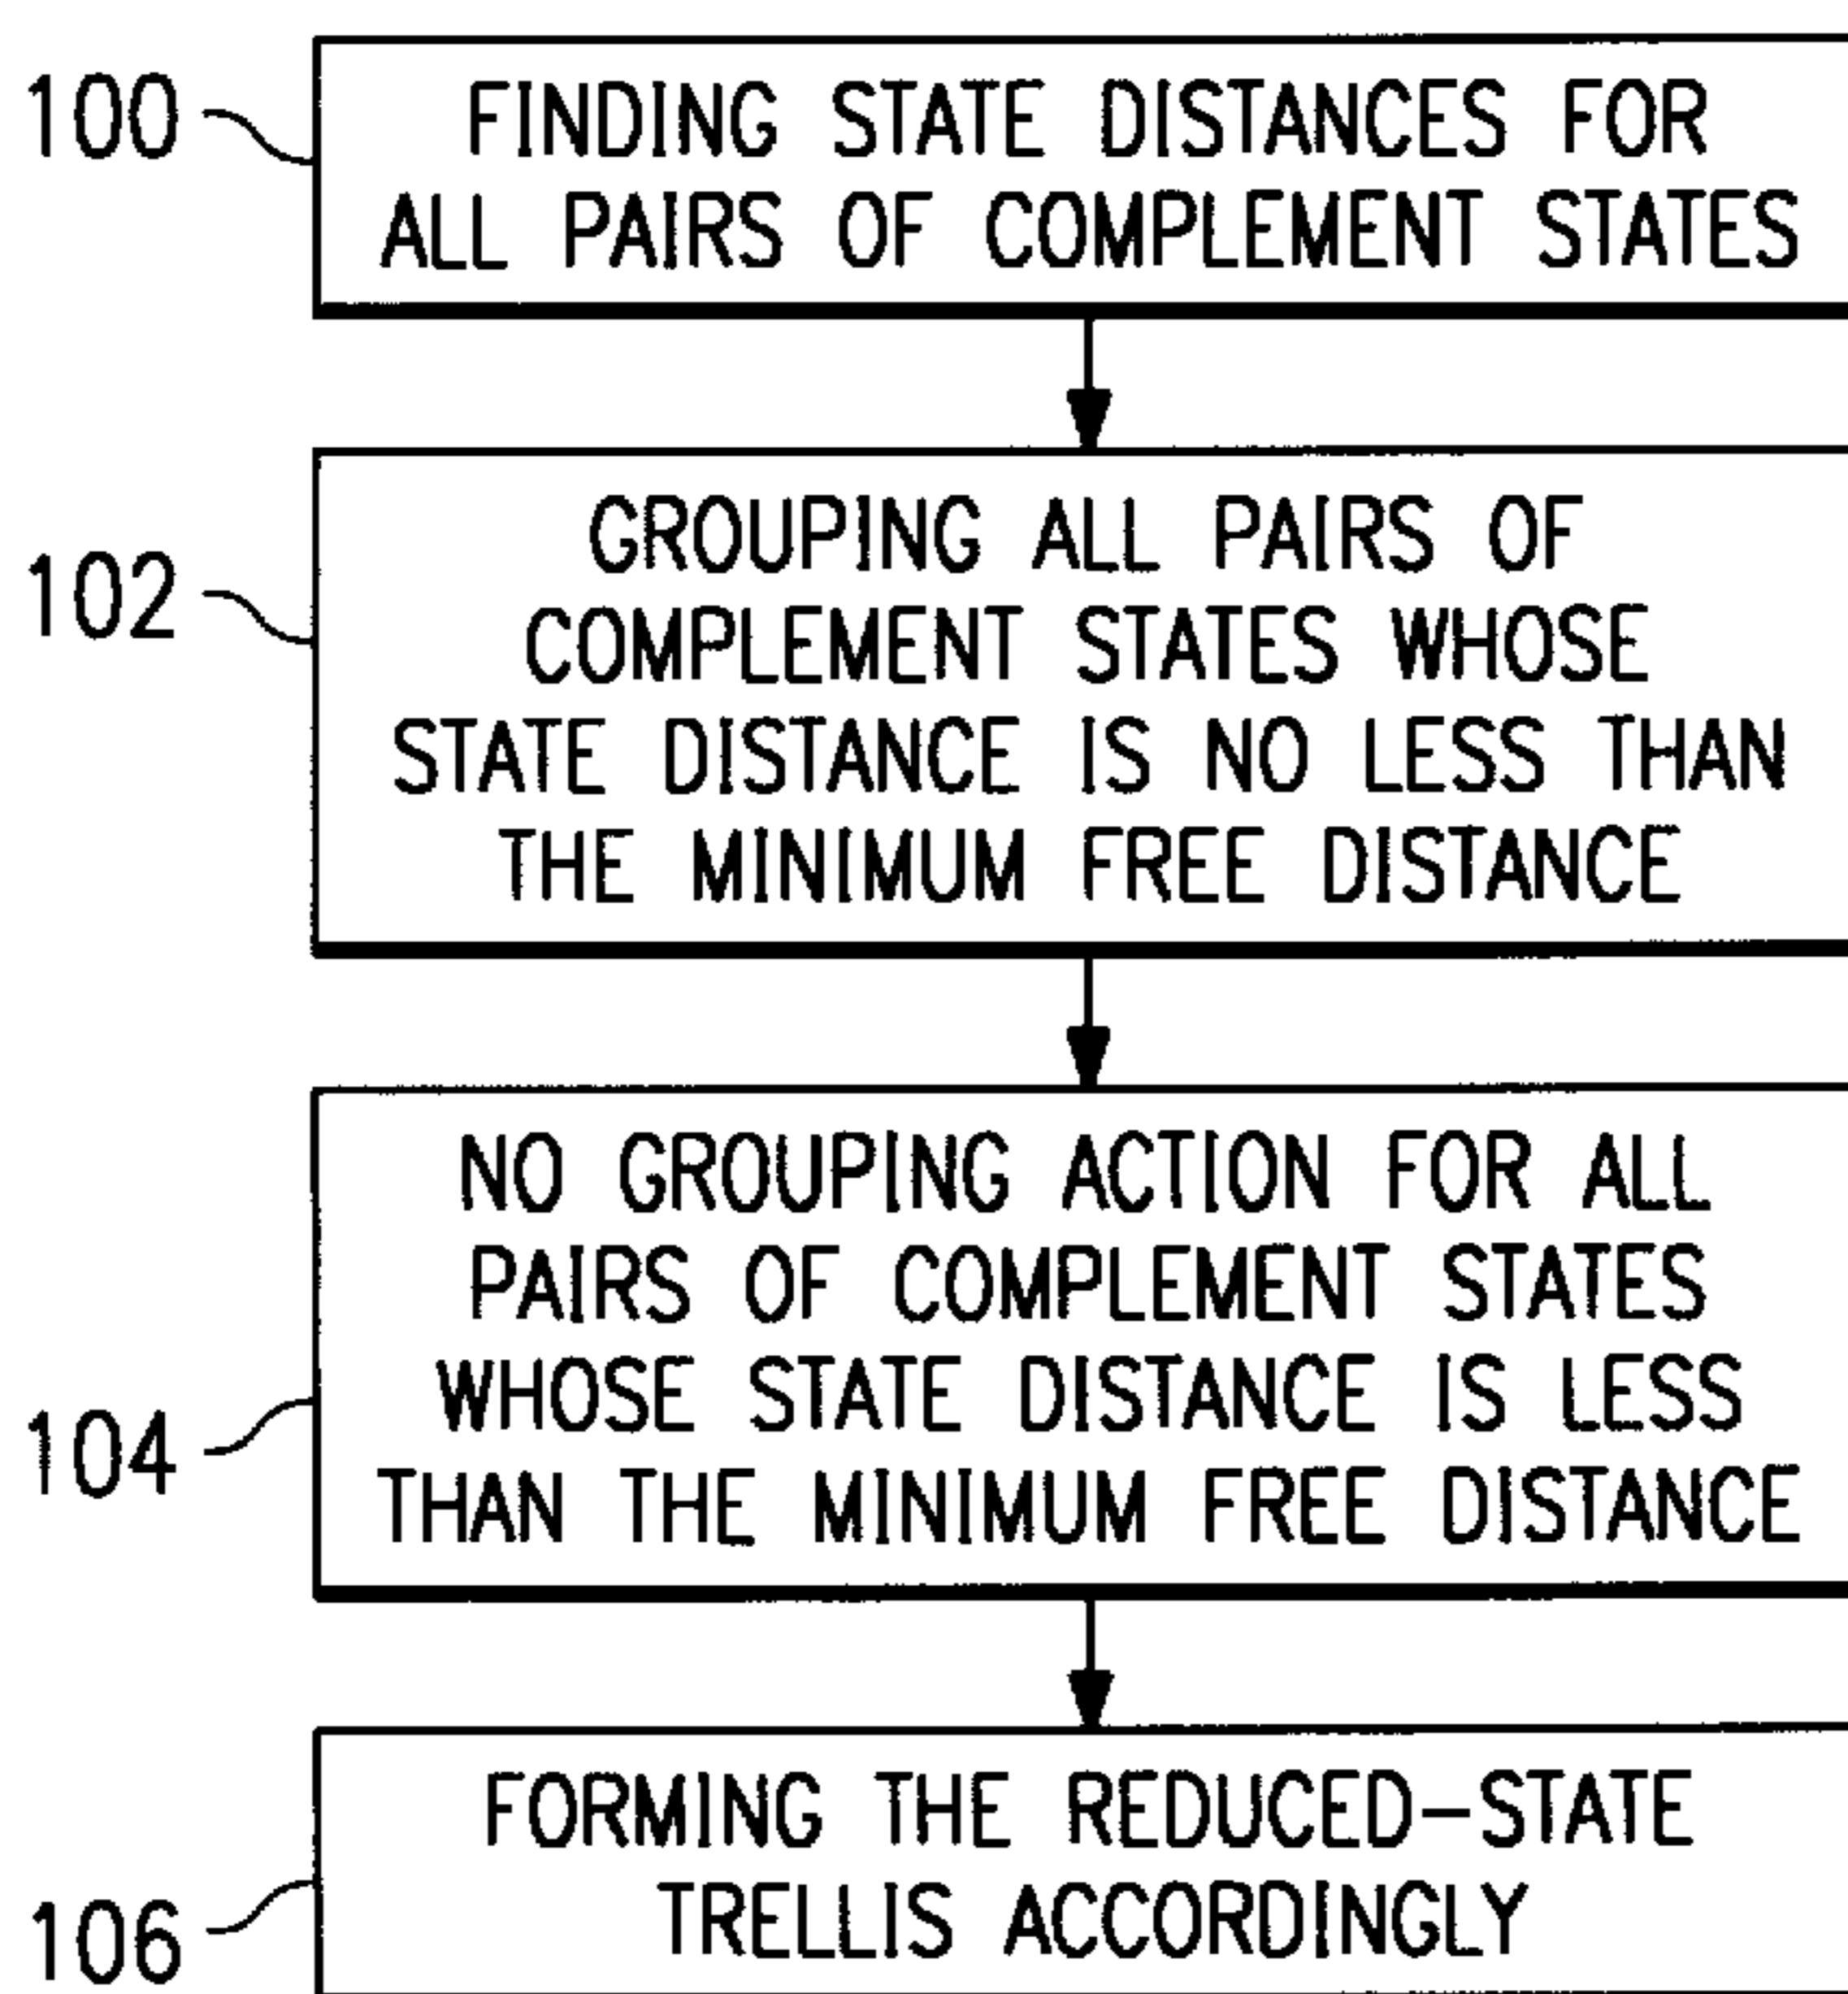 100
FINDING STATE DISTANCES FOR
ALL PAIRS OF COMPLEMENT STATES
102
GROUPING ALL PAIRS OF
COMPLEMENT STATES WHOSE
STATE DISTANCE IS NO LESS THAN
THE MINIMUM FREE DISTANCE
104
NO GROUPING ACTION FOR ALL
PAIRS OF COMPLEMENT STATES
WHOSE STATE DISTANCE IS LESS
THAN THE MINIMUM FREE DISTANCE
106
FORMING THE REDUCED-STATE
TRELLIS ACCORDINGLY